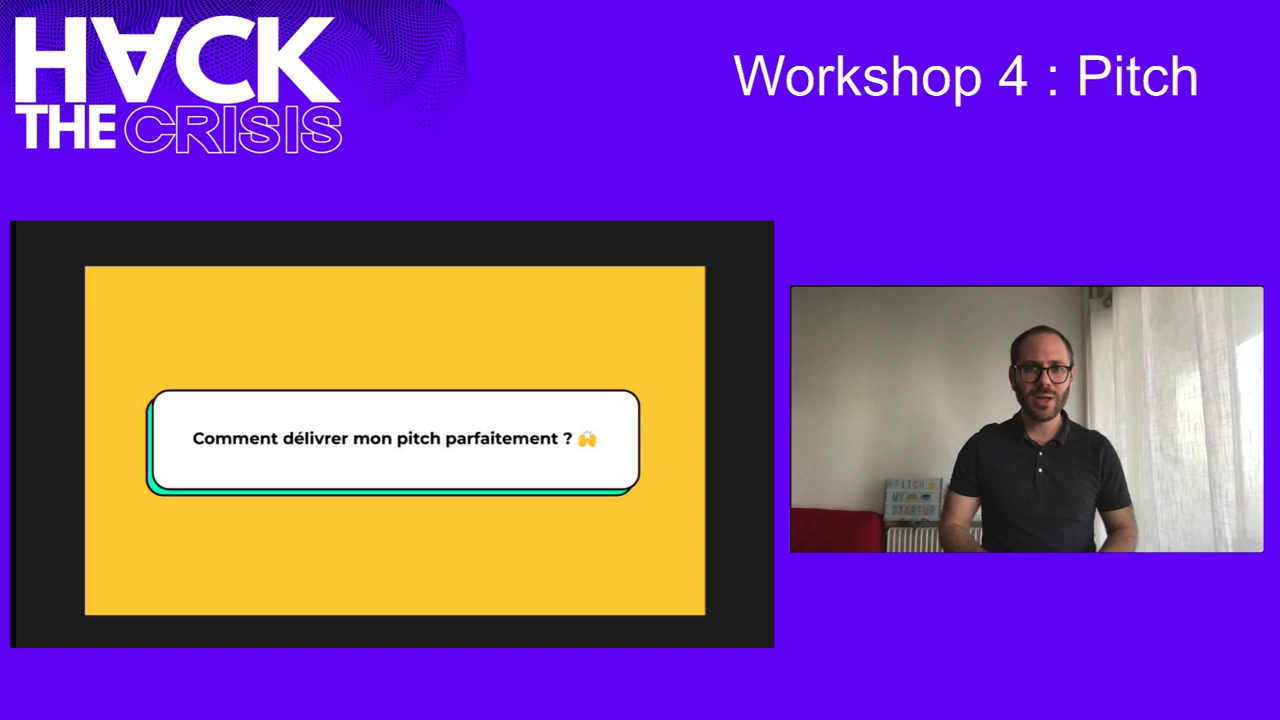 HACK
THE CRISIS
Workshop 4 : Pitch
Comment délivrer mon pitch parfaitement ? 🙌
PITCH
MY
STARTUP